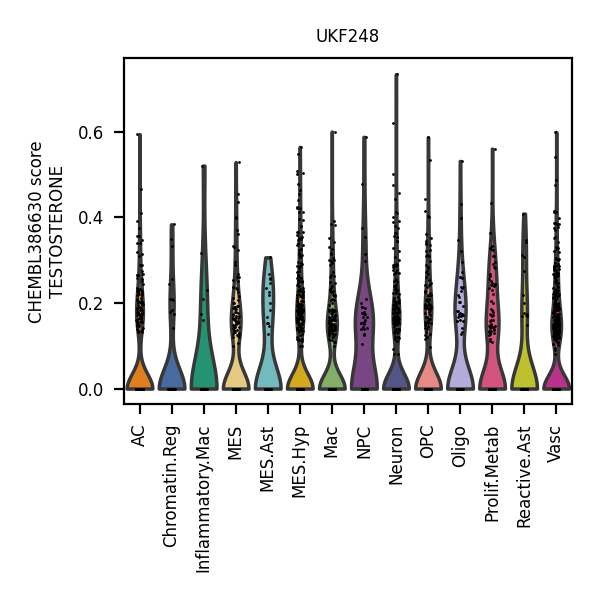 UKF248
CHEMBL386630 score
TESTOSTERONE
0.6
0.4
0.2
0.0
AC
Chromatin.Reg
Inflammatory.Mac
MES
MES.Ast
MES.Hyp
Mac
NPC
Neuron
OPC
Oligo
Prolif.Metab
Reactive.Ast
Vasc